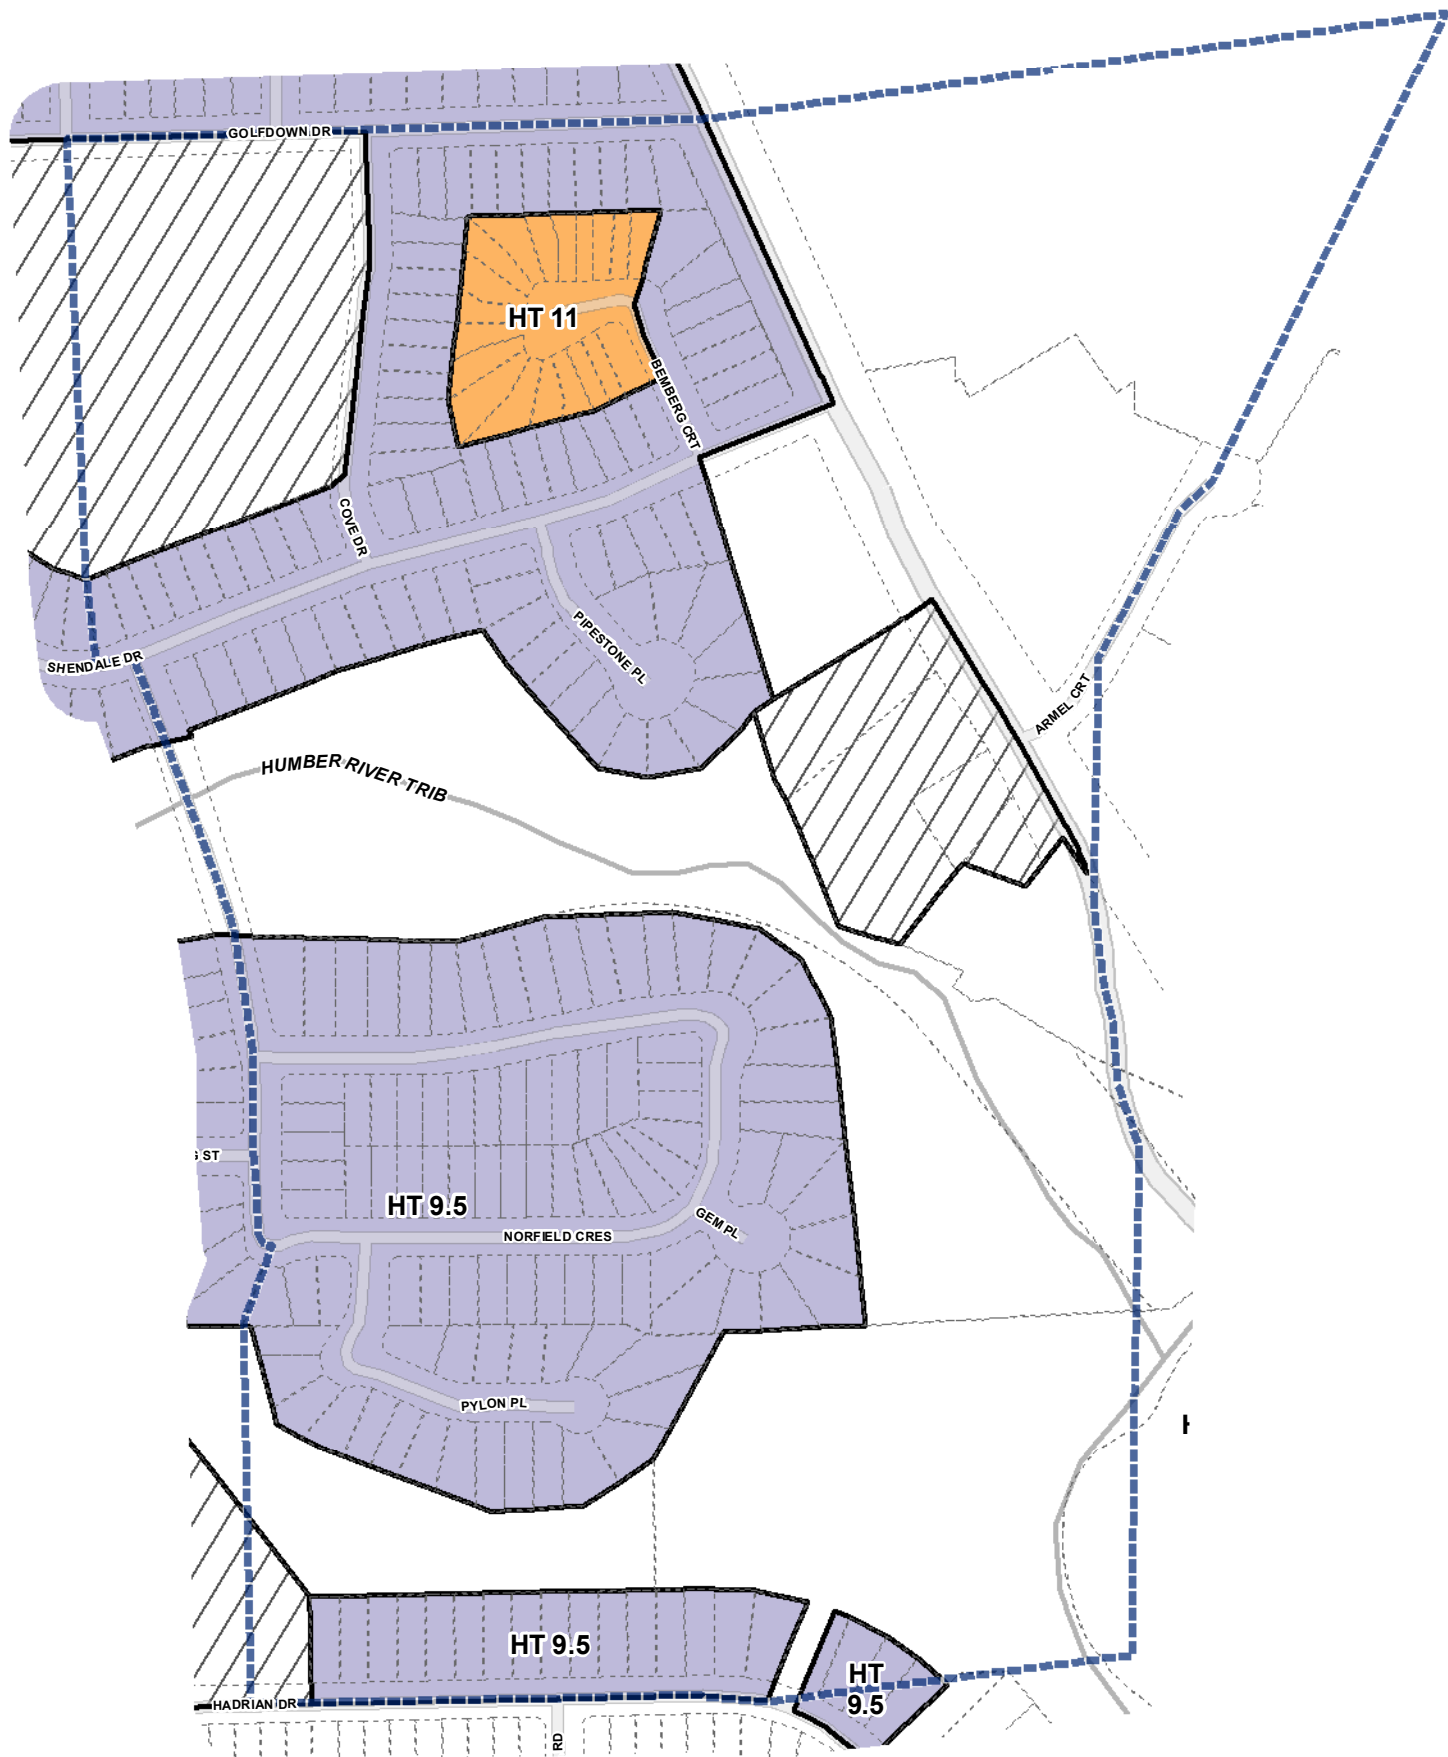 GOLFDOWN DR
HT 11
BEMBERG CRT
COVE DR
PIPESTONE PL
SHENDALE DR
ARMEL CRT
HUMBER RIVER TRIB
ST
HT 9.5
GEM PL
NORFIELD CRES
PYLON PL
HT 9.5
HT
9.5
HADRIAN DR
RD